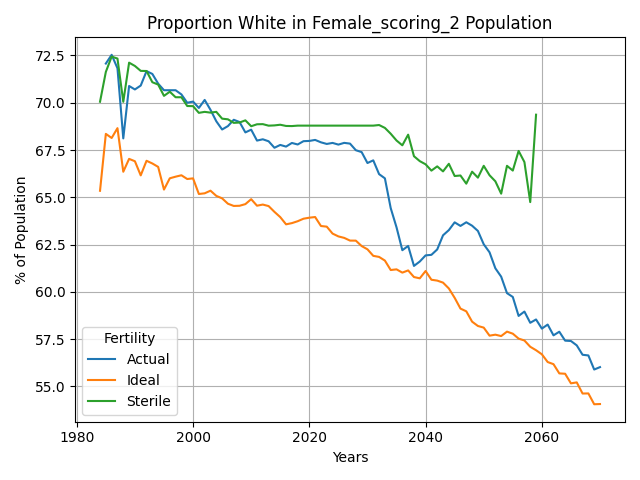 Proportion White in Female_scoring_2 Population
% of Population
72.5
70.0
67.5
65.0
62.5
60.0
57.5
55.0
Fertility
Actual
Ideal
Sterile
1980
2000
2020
2040
2060
Years